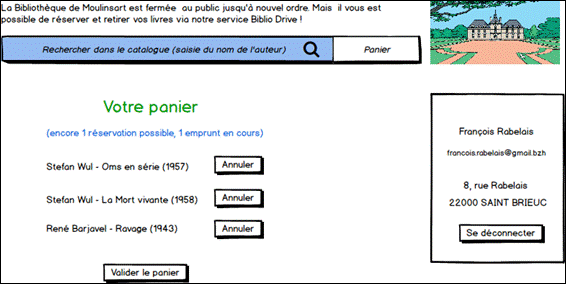 La Bibliothèque de Moulinsart est fermée au public jusqu'à nouvel ordre. Mais il vous est
possible de réserver et retirer vos livres via notre service Biblio Drive !
Rechercher dans le catalogue (saisie du nom de l'auteur)
Panier
Votre panier
(encore 1 réservation possible, 1 emprunt en cours)
Stefan Wul - Oms en série (1957) Annuler
Stefan Wul - La Mort vivante (1958) Annuler
René Barjavel - Ravage (1943) Annuler
Valider le panier
François Rabelais
francois.rabelais@gmail.bzh
8, rue Rabelais
22000 SAINT BRIEUC
Se déconnecter